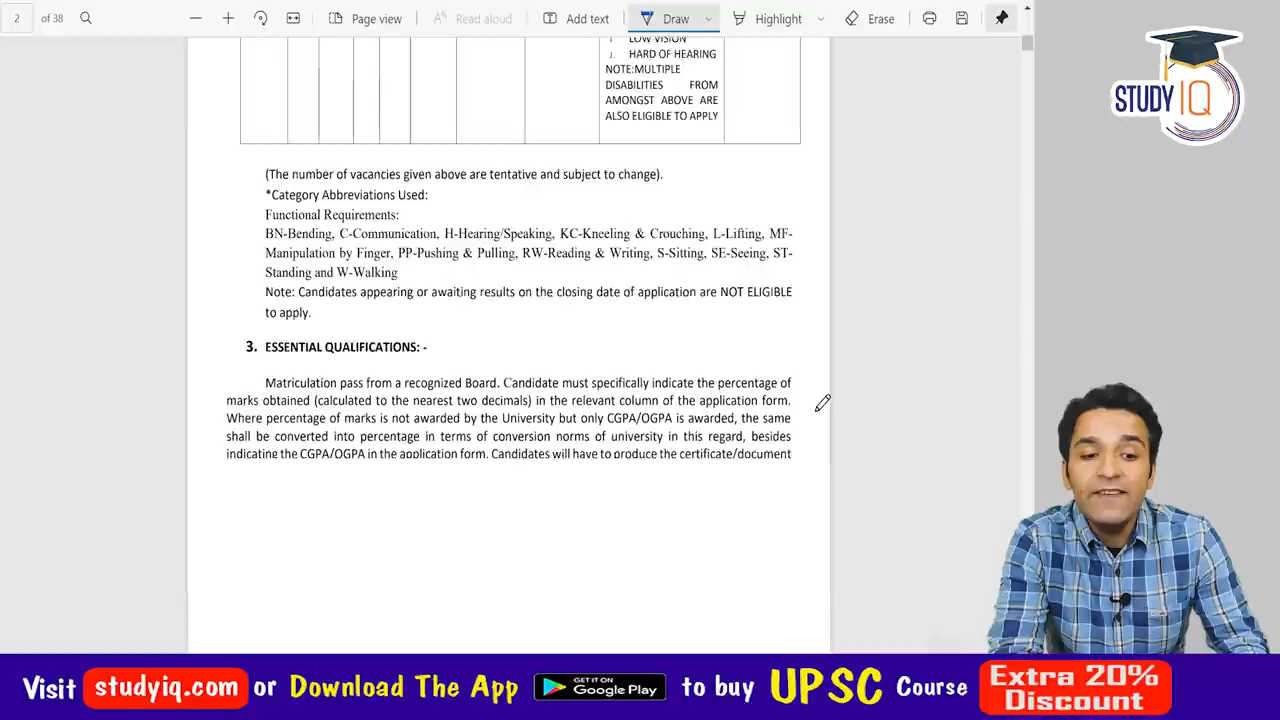 2 of 38 Page view Read aloud Add text Draw Highlight Erase
LOW VISION
HARD OF HEARING
NOTE:MULTIPLE
DISABILITIES FROM
AMONGST ABOVE ARE
ALSO ELIGIBLE TO APPLY
STUDY IQ
(The number of vacancies given above are tentative and subject to change).
*Category Abbreviations Used:
Functional Requirements:
BN-Bending, C-Communication, H-Hearing/Speaking, KC-Kneeling & Crouching, L-Lifting, MF-
Manipulation by Finger, PP-Pushing & Pulling, RW-Reading & Writing, S-Sitting, SE-Seeing, ST-
Standing and W-Walking
Note: Candidates appearing or awaiting results on the closing date of application are NOT ELIGIBLE
to apply.
3. ESSENTIAL QUALIFICATIONS: -
Matriculation pass from a recognized Board. Candidate must specifically indicate the percentage of
marks obtained (calculated to the nearest two decimals) in the relevant column of the application form.
Where percentage of marks is not awarded by the University but only CGPA/OGPA is awarded, the same
shall be converted into percentage in terms of conversion norms of university in this regard, besides
indicating the CGPA/OGPA in the application form. Candidates will have to produce the certificate/document
Visit studyiq.com or Download The App GET IT ON Google Play to buy UPSC Course Extra 20% Discount